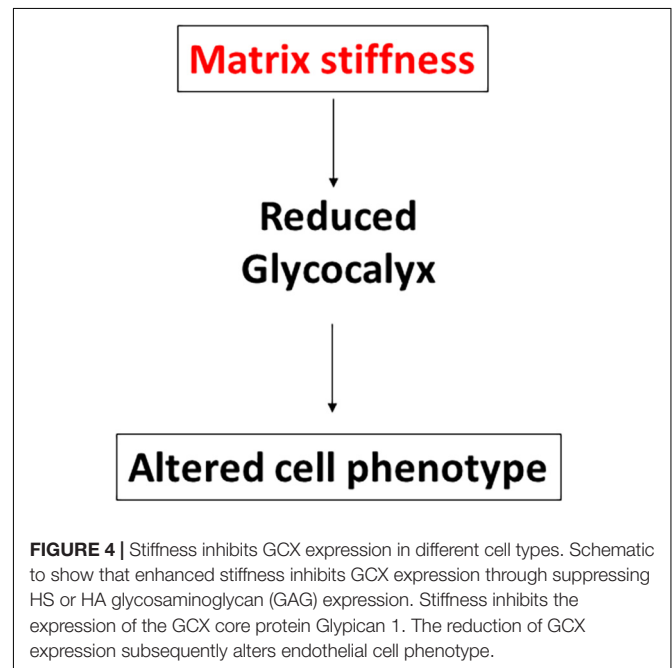 Matrix stiffness
Reduced
Glycocalyx
Altered cell phenotype
FIGURE 4 | Stiffness inhibits GCX expression in different cell types. Schematic
to show that enhanced stiffness inhibits GCX expression through suppressing
HS or HA glycosaminoglycan (GAG) expression. Stiffness inhibits the
expression of the GCX core protein Glypican 1. The reduction of GCX
expression subsequently alters endothelial cell phenotype.